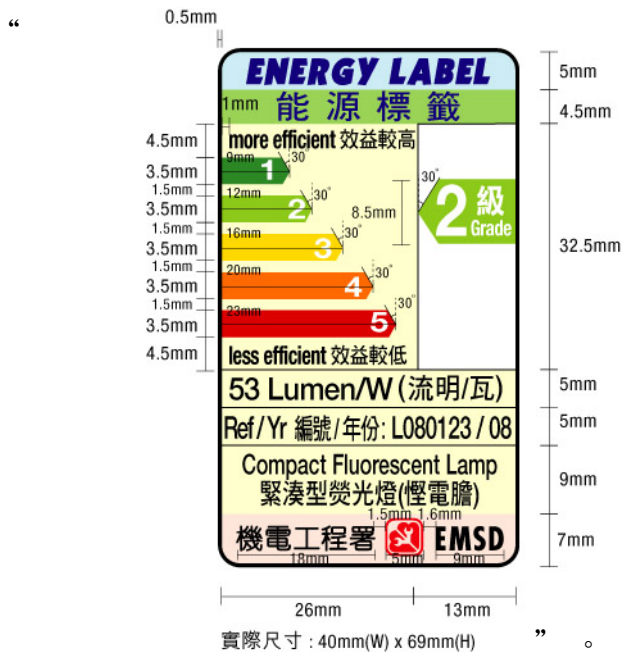 “
0.5mm
ENERGY LABEL
5mm
1mm
能源標籤
4.5mm
4.5mm
more efficient 效益較高
9mm
1
30°
3.5mm
1.5mm
12mm
2
30°
3.5mm
1.5mm
16mm
3
30°
3.5mm
1.5mm
20mm
4
30°
3.5mm
1.5mm
23mm
5
30°
3.5mm
8.5mm
30°
2級
Grade
32.5mm
4.5mm
less efficient 效益較低
53 Lumen/W (流明/瓦)
5mm
Ref/Yr 編號/年份: L080123 / 08
5mm
Compact Fluorescent Lamp
緊湊型熒光燈(慳電膽)
9mm
1.5mm 1.6mm
機電工程署 EMSD
7mm
18mm 5mm 9mm
26mm 13mm
實際尺寸 : 40mm(W) x 69mm(H)
” 。